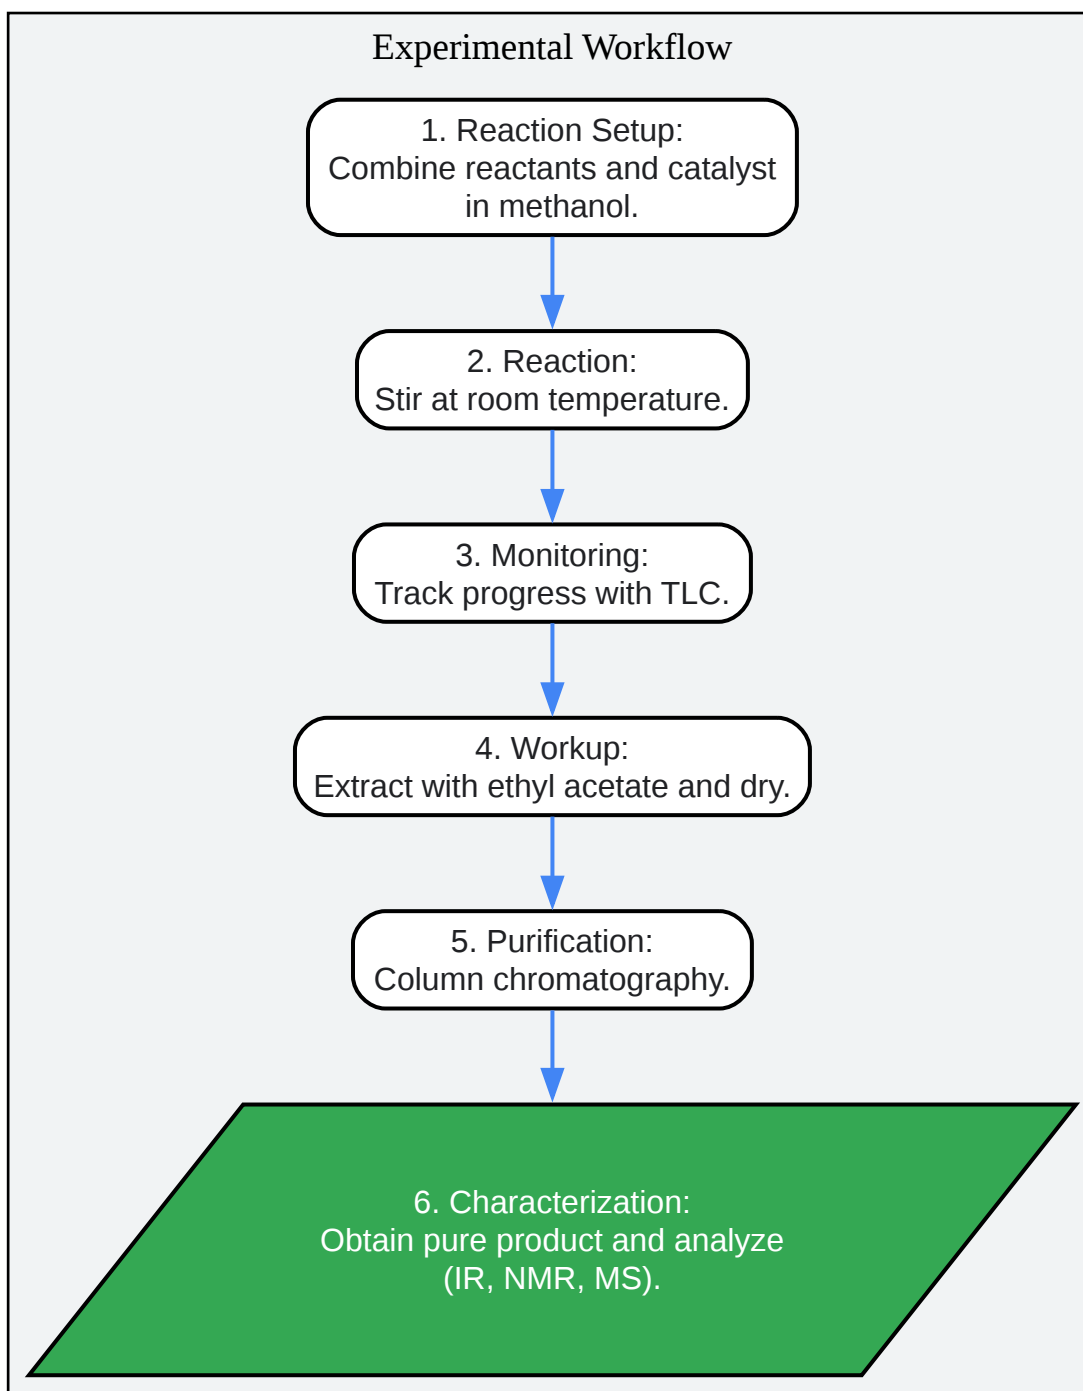 Experimental Workflow
1. Reaction Setup:
Combine reactants and catalyst
in methanol.
2. Reaction:
Stir at room temperature.
3. Monitoring:
Track progress with TLC.
4. Workup:
Extract with ethyl acetate and dry.
5. Purification:
Column chromatography.
6. Characterization:
Obtain pure product and analyze
(IR, NMR, MS).